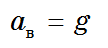 aв = g